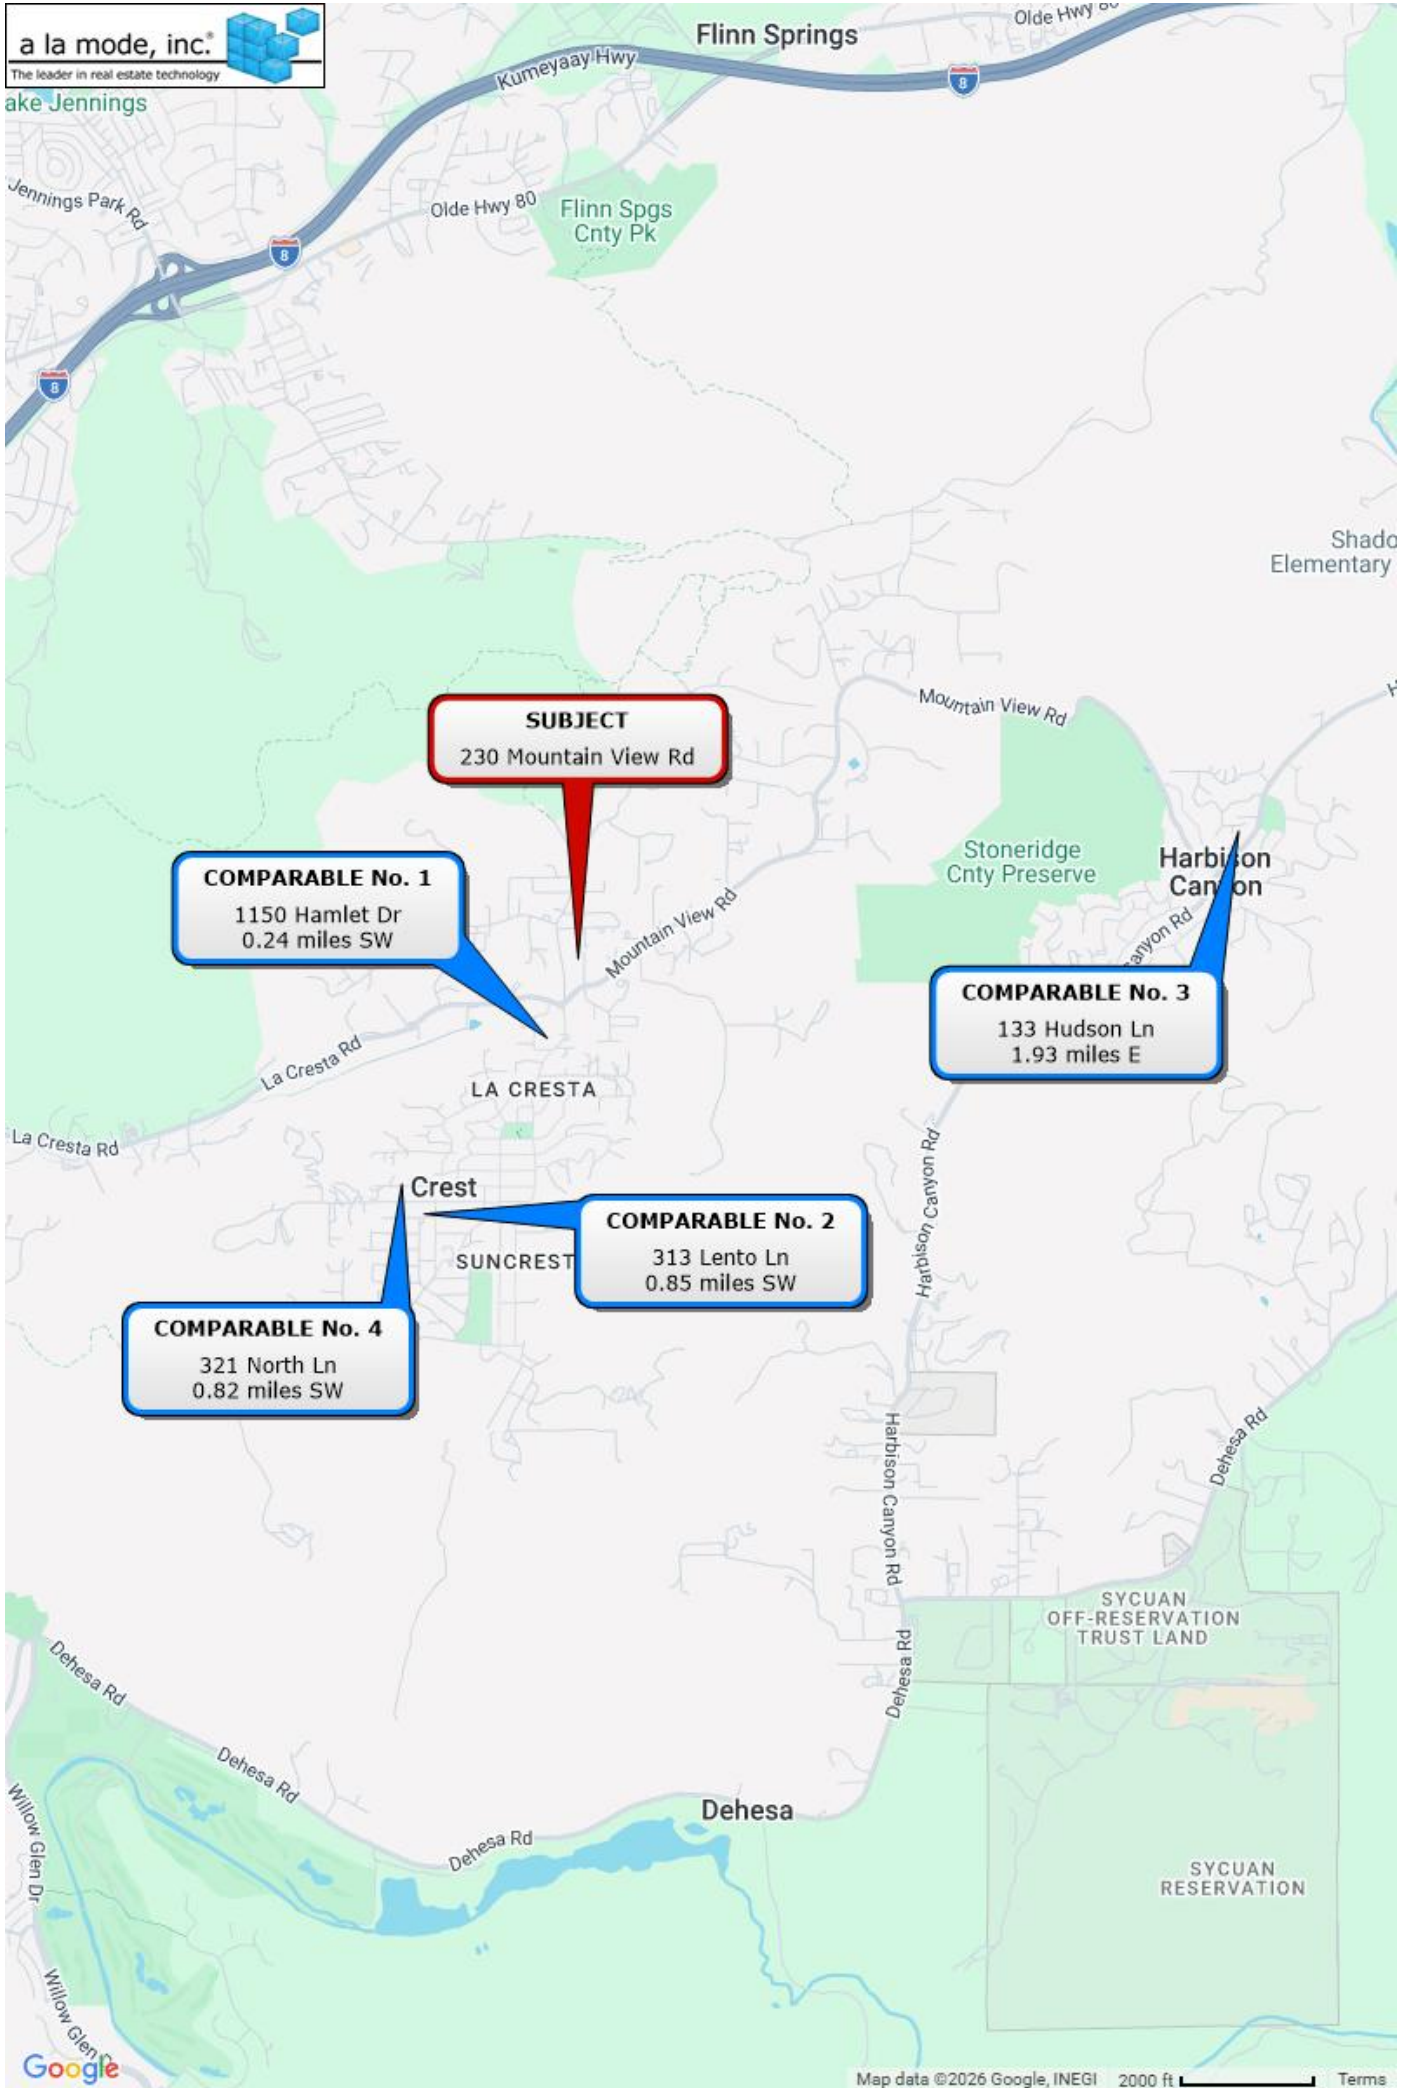 a la mode, inc.®
The leader in real estate technology
ake Jennings
Flinn Springs
Olde Hwy 80
Kumeyaay Hwy
8
8
Jennings Park Rd
Olde Hwy 80
Flinn Spgs
Cnty Pk
8
8
Shado
Elementary
Mountain View Rd
H
SUBJECT
230 Mountain View Rd
Stoneridge
Cnty Preserve
Harbison
Canyon
COMPARABLE No. 1
1150 Hamlet Dr
0.24 miles SW
Mountain View Rd
anyon Rd
COMPARABLE No. 3
133 Hudson Ln
1.93 miles E
La Cresta Rd
LA CRESTA
La Cresta Rd
Harbison Canyon Rd
Crest
COMPARABLE No. 2
313 Lento Ln
0.85 miles SW
SUNCREST
COMPARABLE No. 4
321 North Ln
0.82 miles SW
Harbison Canyon Rd
Dehesa Rd
SYCUAN
OFF-RESERVATION
TRUST LAND
Dehesa Rd
Dehesa Rd
Dehesa Rd
Willow Glen Dr
Dehesa
Dehesa Rd
SYCUAN
RESERVATION
Willow Glen D
Google
Map data ©2026 Google, INEGI 2000 ft Terms